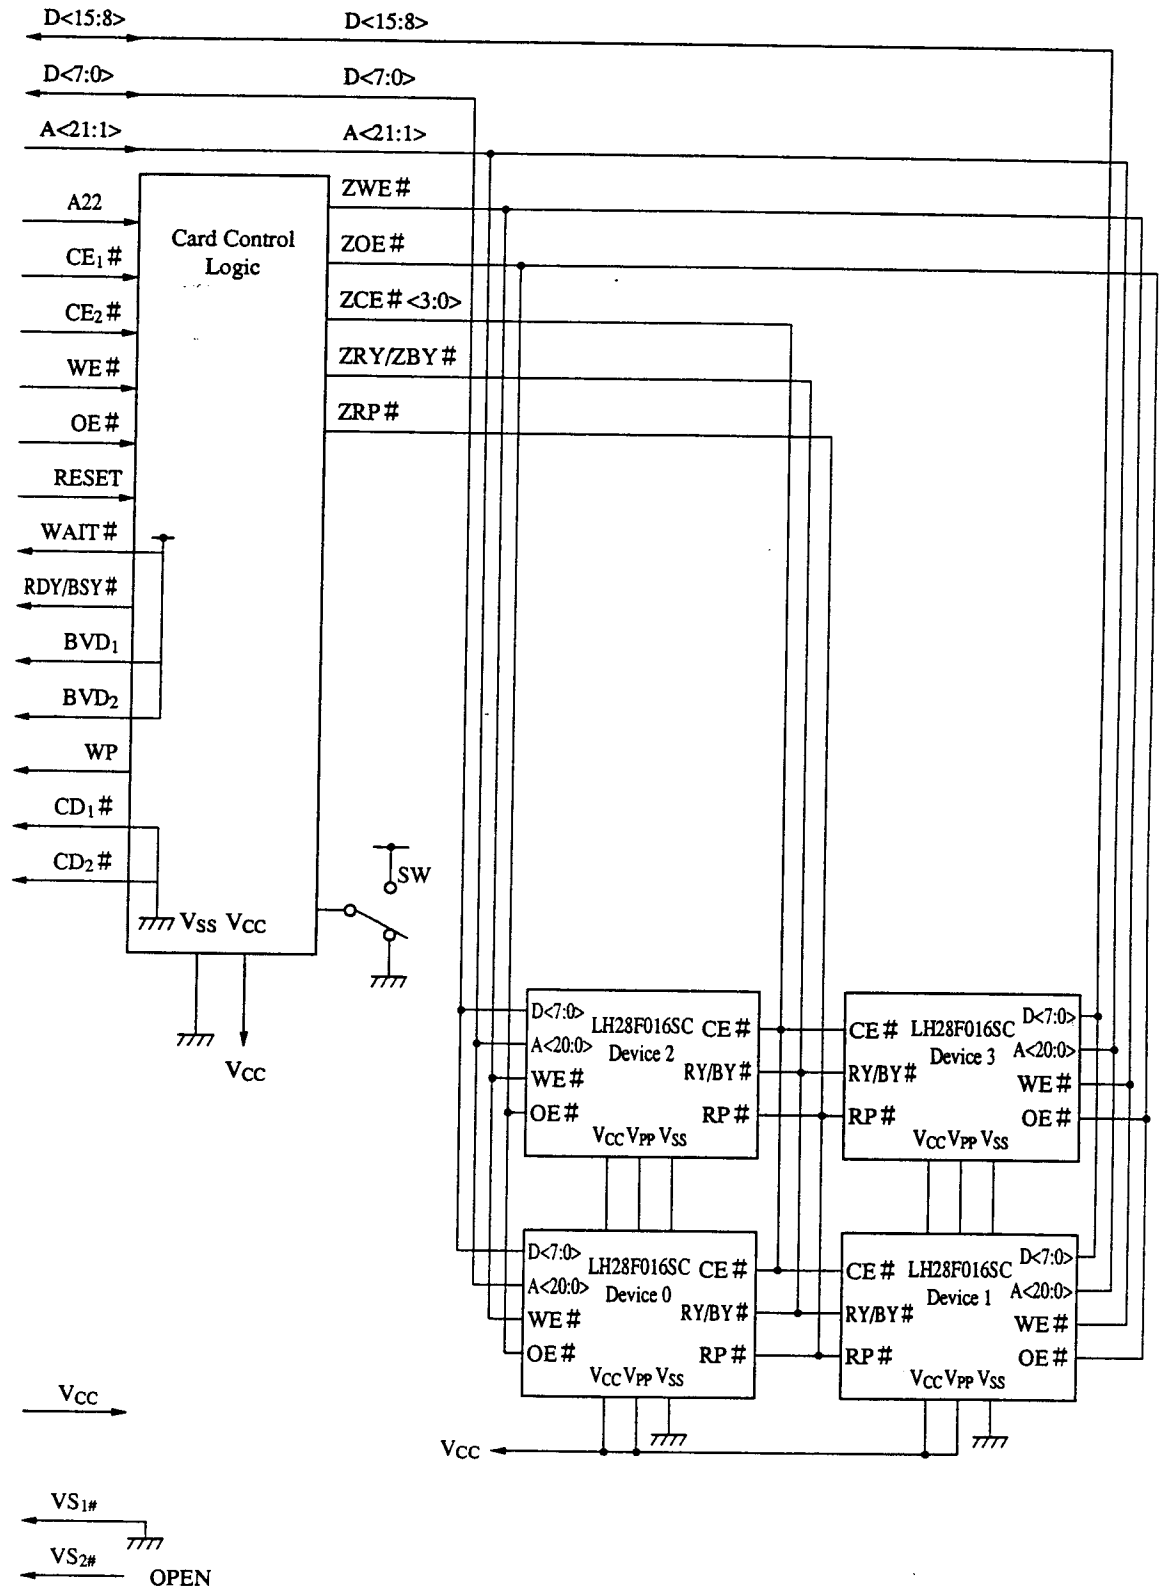 D<15:8> D<15:8>
D<7:0> D<7:0>
A<21:1> A<21:1>
A22
CE1#
CE2#
WE#
OE#
RESET
WAIT#
RDY/BSY#
BVD1
BVD2
WP
CD1#
CD2#
Card Control
Logic
VSS VCC
VCC
ZWE#
ZOE#
ZCE#<3:0>
ZRY/ZBY#
ZRP#
SW
D<7:0>
A<20:0>
WE#
OE#
LH28F016SC
Device 2
CE#
RY/BY#
RP#
VCC VPP VSS
CE#
RY/BY#
RP#
LH28F016SC
Device 3
D<7:0>
A<20:0>
WE#
OE#
VCC VPP VSS
D<7:0>
A<20:0>
WE#
OE#
LH28F016SC
Device 0
CE#
RY/BY#
RP#
VCC VPP VSS
CE#
RY/BY#
RP#
LH28F016SC
Device 1
D<7:0>
A<20:0>
WE#
OE#
VCC VPP VSS
VCC
VCC
VS1#
VS2# OPEN